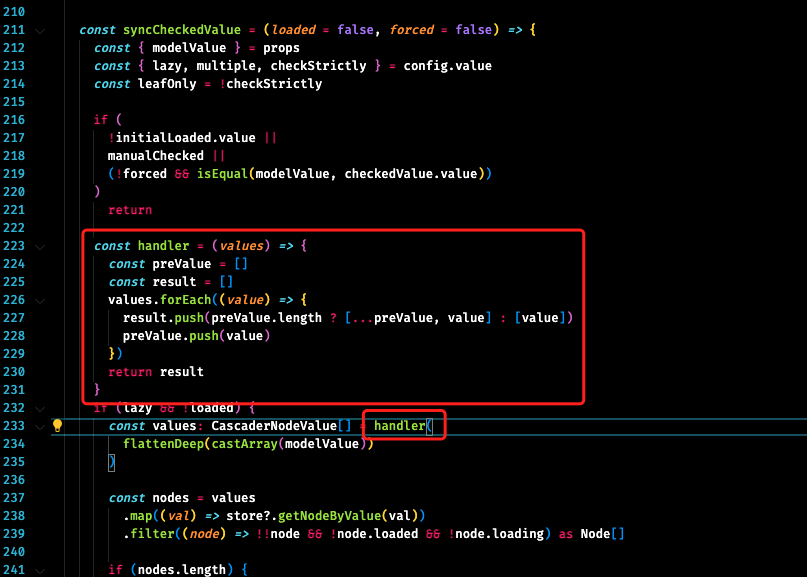 210
211 const syncCheckedValue = (loaded = false, forced = false) => {
212 const { modelValue } = props
213 const { lazy, multiple, checkStrictly } = config.value
214 const leafOnly = !checkStrictly
215
216 if (
217 !initialLoaded.value ||
218 manualChecked ||
219 (!forced && isEqual(modelValue, checkedValue.value))
220 )
221 return
222
223 const handler = (values) => {
224 const preValue = []
225 const result = []
226 values.forEach((value) => {
227 result.push(preValue.length ? [...preValue, value] : [value])
228 preValue.push(value)
229 })
230 return result
231 }
232 if (lazy && !loaded) {
233 const values: CascaderNodeValue[] = handler(
234 flattenDeep(castArray(modelValue))
235 )
236
237 const nodes = values
238 .map((val) => store?.getNodeByValue(val))
239 .filter((node) => !!node && !node.loaded && !node.loading) as Node[]
240
241 if (nodes.length) {